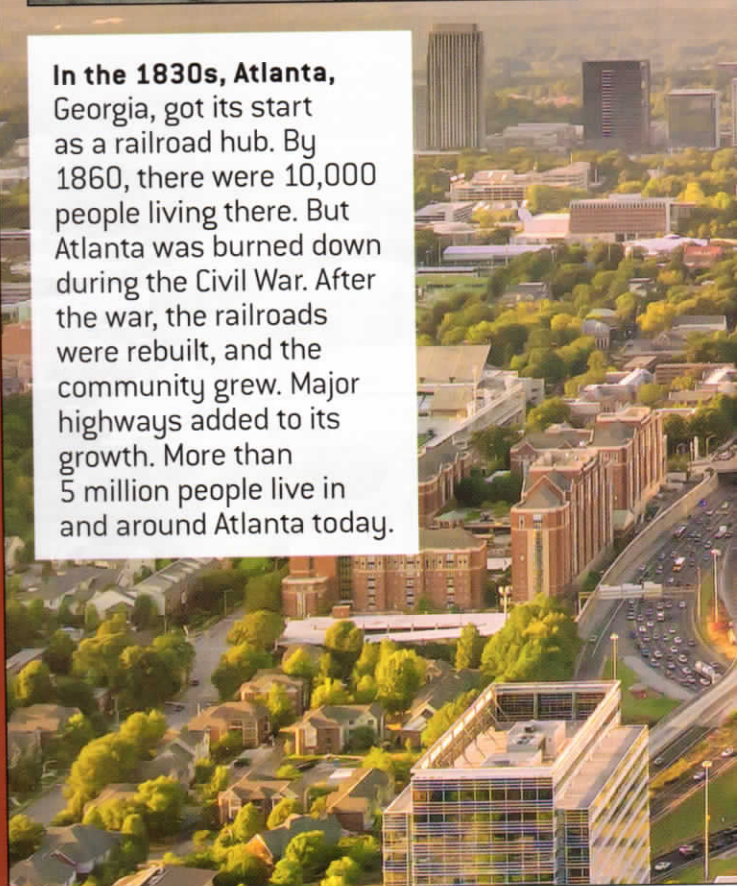 In the 1830s, Atlanta,
Georgia, got its start
as a railroad hub. By
1860, there were 10,000
people living there. But
Atlanta was burned down
during the Civil War. After
the war, the railroads
were rebuilt, and the
community grew. Major
highways added to its
growth. More than
5 million people live in
and around Atlanta today.